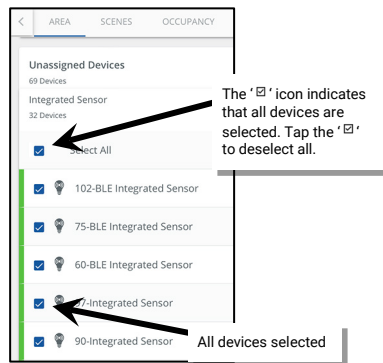 < AREA SCENES OCCUPANCY
Unassigned Devices
69 Devices
Integrated Sensor
32 Devices
Select All
102-BLE Integrated Sensor
75-BLE Integrated Sensor
60-BLE Integrated Sensor
97-Integrated Sensor
90-Integrated Sensor
The ‘ ☑ ‘ icon indicates
that all devices are
selected. Tap the ‘ ☑ ‘
to deselect all.
All devices selected